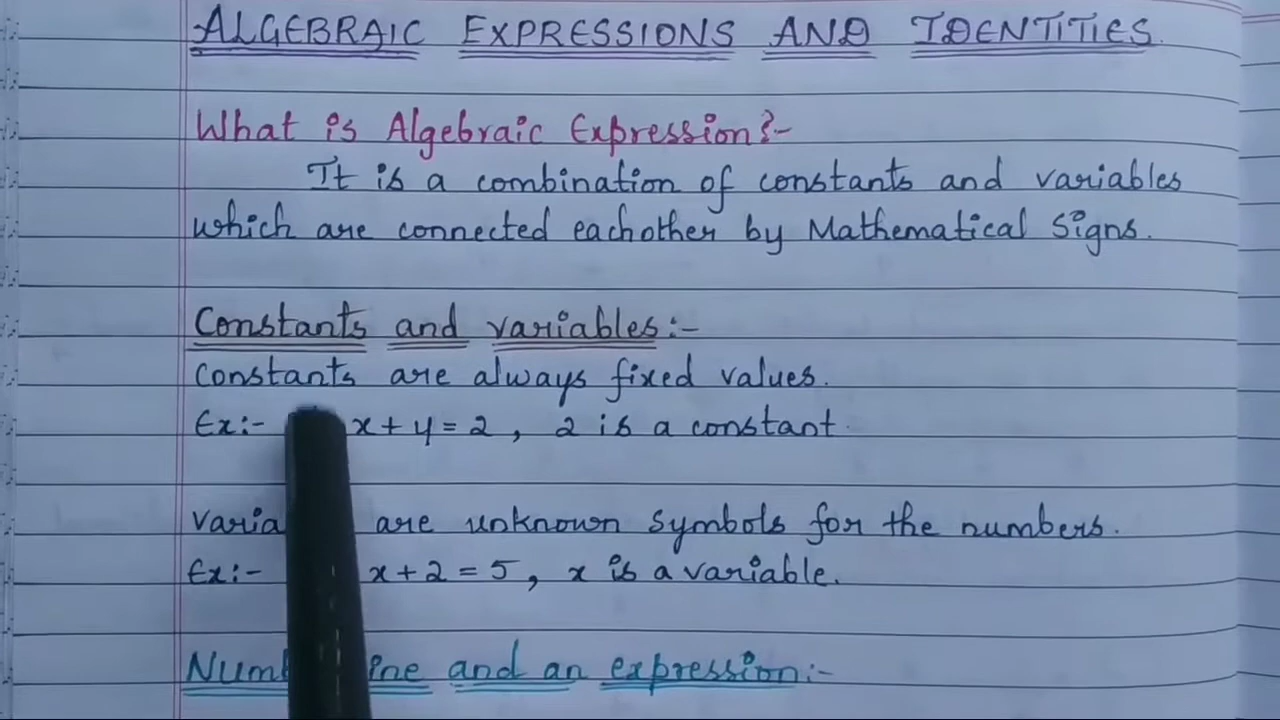 ALGEBRAIC EXPRESSIONS AND IDENTITIES.
What is Algebraic Expression?-
It is a combination of constants and variables
which are connected eachother by Mathematical Signs.
Constants and variables:-
Constants are always fixed values.
Ex:- x+y=2, 2 is a constant.
are unknown symbols for the numbers.
Ex:- x+2=5, x is a variable.
and an expression:-